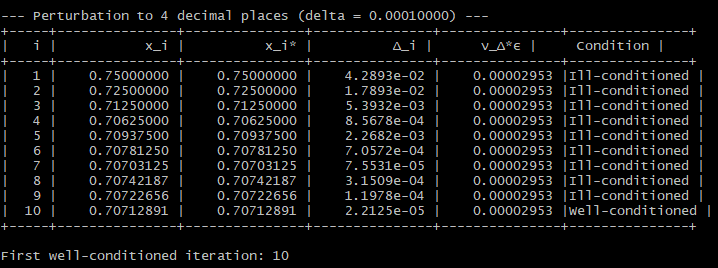 --- Perturbation to 4 decimal places (delta = 0.00010000) ---
+-----+----------------+----------------+---------------+---------------+----------------+
|   i |            x_i |           x_i* |           Δ_i |       ν_Δ*ϵ |     Condition |
+-----+----------------+----------------+---------------+---------------+----------------+
|   1 |     0.75000000 |     0.75000000 |    4.2893e-02 |    0.00002953 |Ill-conditioned |
|   2 |     0.72500000 |     0.72500000 |    1.7893e-02 |    0.00002953 |Ill-conditioned |
|   3 |     0.71250000 |     0.71250000 |    5.3932e-03 |    0.00002953 |Ill-conditioned |
|   4 |     0.70625000 |     0.70625000 |    8.5678e-04 |    0.00002953 |Ill-conditioned |
|   5 |     0.70937500 |     0.70937500 |    2.2682e-03 |    0.00002953 |Ill-conditioned |
|   6 |     0.70781250 |     0.70781250 |    7.0572e-04 |    0.00002953 |Ill-conditioned |
|   7 |     0.70703125 |     0.70703125 |    7.5531e-05 |    0.00002953 |Ill-conditioned |
|   8 |     0.70742187 |     0.70742187 |    3.1509e-04 |    0.00002953 |Ill-conditioned |
|   9 |     0.70722656 |     0.70722656 |    1.1978e-04 |    0.00002953 |Ill-conditioned |
|  10 |     0.70712891 |     0.70712891 |    2.2125e-05 |    0.00002953 |Well-conditioned |
+-----+----------------+----------------+---------------+---------------+----------------+
First well-conditioned iteration: 10